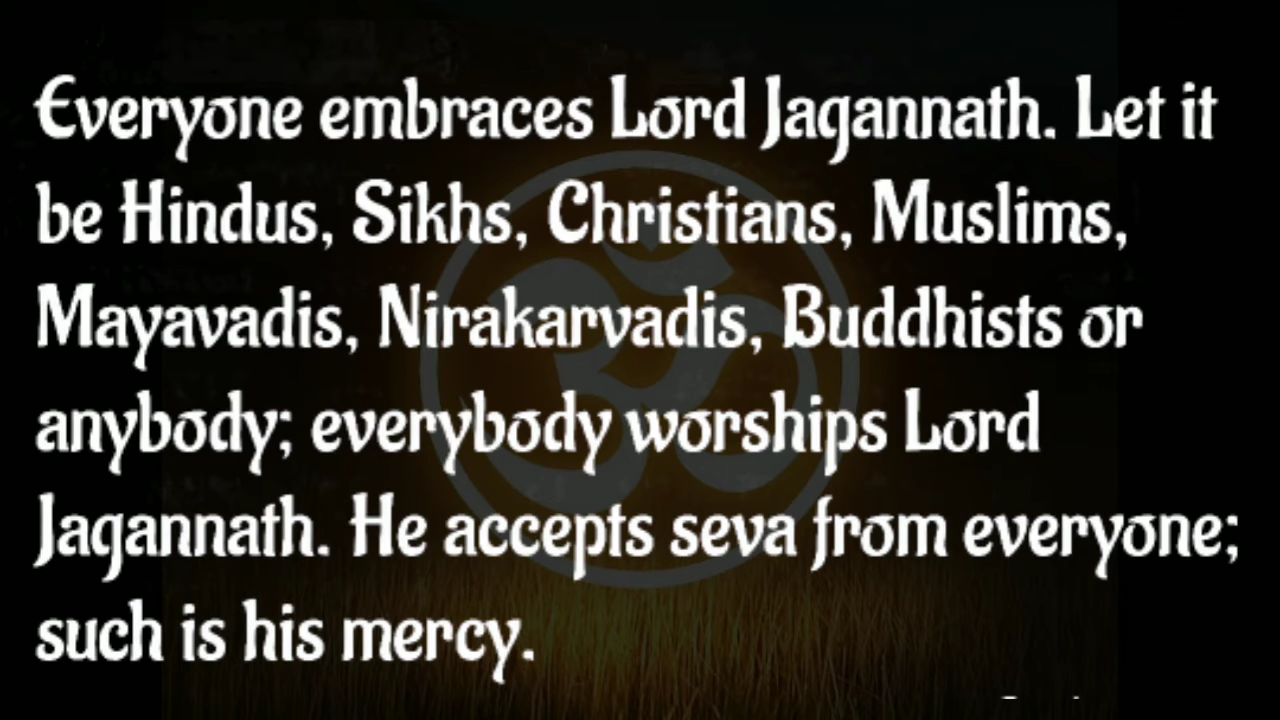 Everyone embraces Lord Jagannath. Let it
be Hindus, Sikhs, Christians, Muslims,
Mayavadis, Nirakarvadis, Buddhists or
anybody; everybody worships Lord
Jagannath. He accepts seva from everyone;
such is his mercy.
ॐ